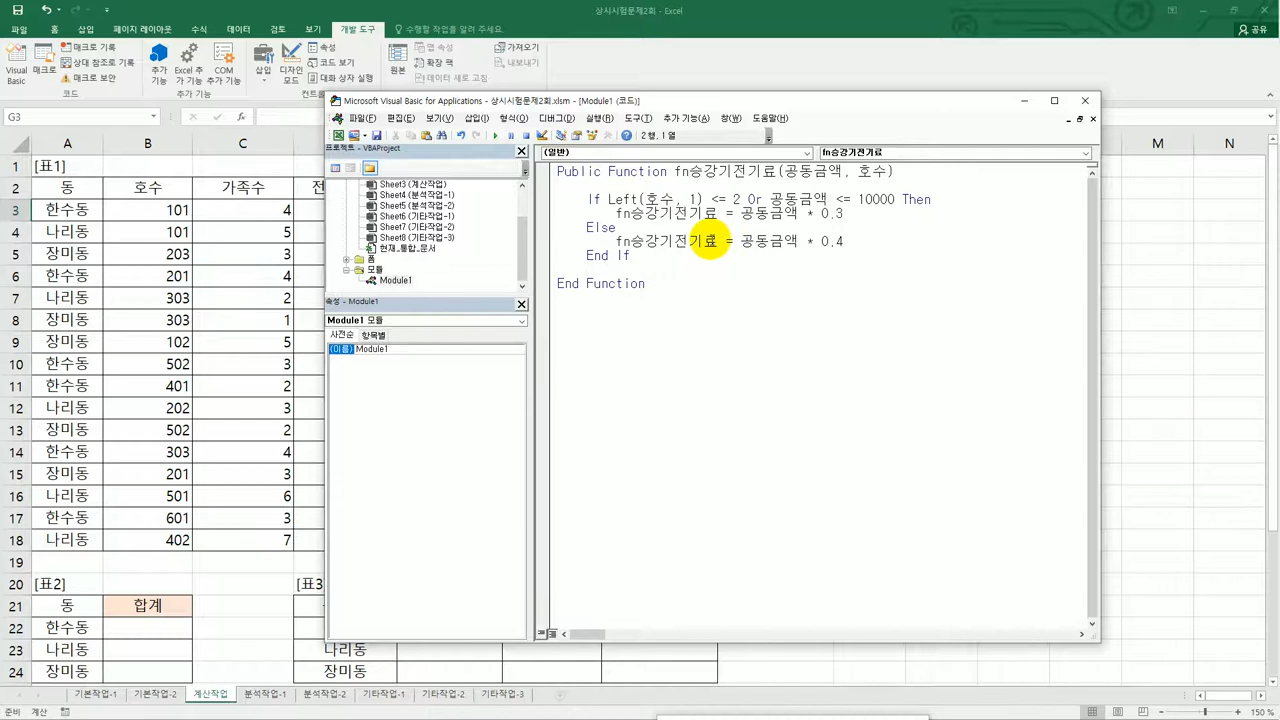 상시시험문제2회 - Excel
파일 홈 삽입 페이지 레이아웃 수식 데이터 검토 보기 개발 도구 수행할 작업을 알려 주세요. 공유
Visual Basic
매크로
매크로 기록
상대 참조로 기록
매크로 보안
추가 기능
Excel 추가 기능
COM 추가 기능
삽입
디자인 모드
속성
코드 보기
대화 상자 실행
원본
맵 속성
확장 팩
데이터 새로 고침
가져오기
내보내기
코드 추가 기능
G3
Microsoft Visual Basic for Applications - 상시시험문제2회.xlsm - [Module1 (코드)]
파일(F) 편집(E) 보기(V) 삽입(I) 형식(O) 디버그(D) 실행(R) 도구(T) 추가 기능(A) 창(W) 도움말(H)
2 행, 1 열
프로젝트 - VBAProject
Sheet3 (계산작업)
Sheet4 (분석작업-1)
Sheet5 (분석작업-2)
Sheet6 (기타작업-1)
Sheet7 (기타작업-2)
Sheet8 (기타작업-3)
현재_통합_문서
폼
모듈
Module1
속성 - Module1
Module1 모듈
사전순 항목별
(이름) Module1
(일반) fn승강기전기료
Public Function fn승강기전기료(공동금액, 호수)
If Left(호수, 1) <= 2 Or 공동금액 <= 10000 Then
fn승강기전기료 = 공동금액 * 0.3
Else
fn승강기전기료 = 공동금액 * 0.4
End If
End Function
A B C M N
1 [표1]
2 동 호수 가족수 전
3 한수동 101 4
4 나리동 101 5
5 장미동 203 3
6 한수동 201 4
7 나리동 303 2
8 장미동 303 1
9 장미동 102 5
10 한수동 502 3
11 한수동 401 2
12 나리동 202 3
13 장미동 502 2
14 한수동 303 4
15 장미동 201 3
16 나리동 501 6
17 한수동 601 3
18 나리동 402 7
19
20 [표2] [표3
21 동 합계
22 한수동
23 나리동 나리동
24 장미동 장미동
기본작업-1 기본작업-2 계산작업 분석작업-1 분석작업-2 기타작업-1 기타작업-2 기타작업-3
준비 계산 150 %